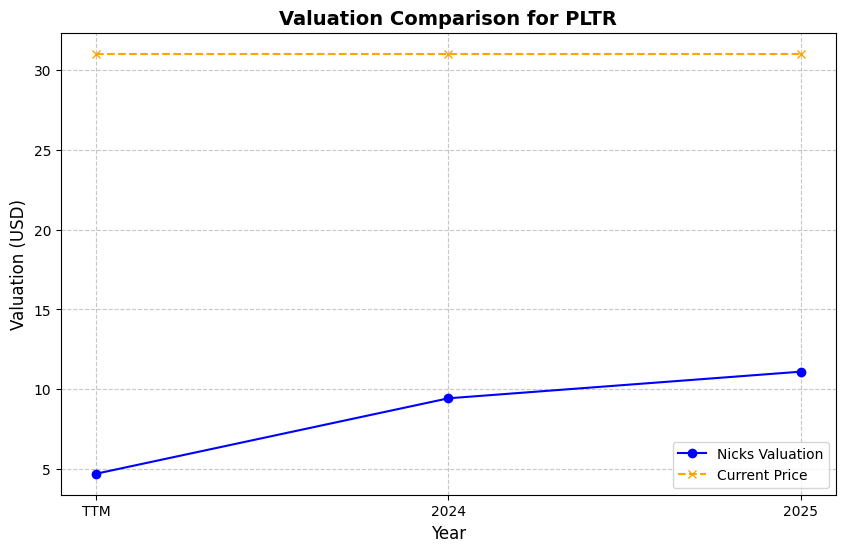 Valuation Comparison for PLTR
Valuation (USD)
30
25
20
15
10
5
TTM
2024
2025
Year
Nicks Valuation
Current Price